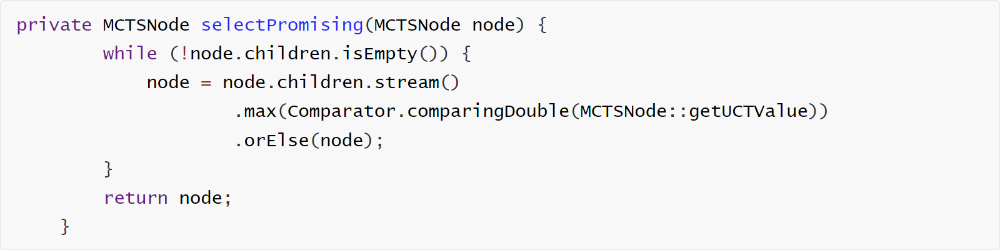 private MCTSNode selectPromising(MCTSNode node) {
        while (!node.children.isEmpty()) {
            node = node.children.stream()
                    .max(Comparator.comparingDouble(MCTSNode::getUCTValue))
                    .orElse(node);
        }
        return node;
    }